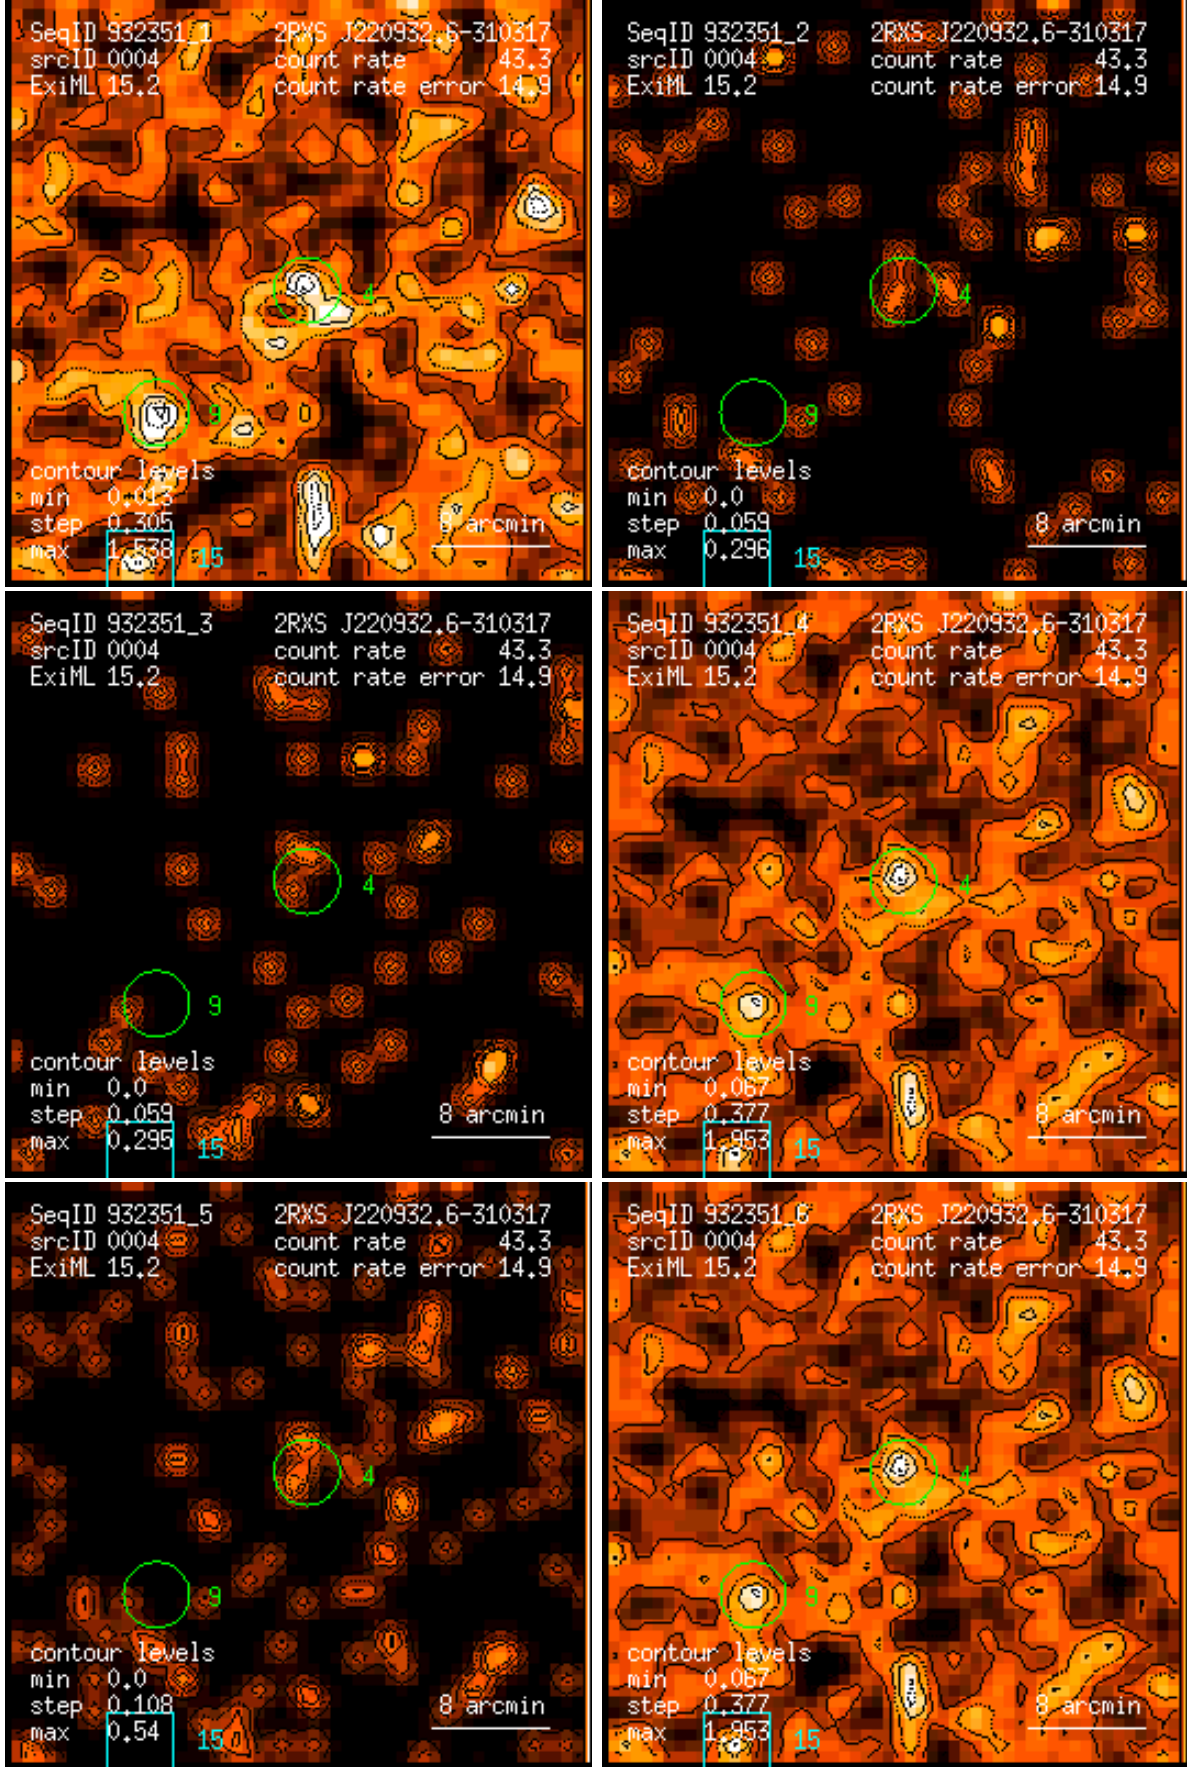 SeqID 932351_1 2RXS J220932.6-310317
srcID 0004 count rate 43.3
ExiML 15.2 count rate error 14.9
4
9
contour levels
min 0.013
step 0.305
max 1.538
8 arcmin
15
SeqID 932351_2 2RXS J220932.6-310317
srcID 0004 count rate 43.3
ExiML 15.2 count rate error 14.9
4
9
contour levels
min 0.0
step 0.059
max 0.296
8 arcmin
15
SeqID 932351_3 2RXS J220932.6-310317
srcID 0004 count rate 43.3
ExiML 15.2 count rate error 14.9
4
9
contour levels
min 0.0
step 0.059
max 0.295
8 arcmin
15
SeqID 932351_4 2RXS J220932.6-310317
srcID 0004 count rate 43.3
ExiML 15.2 count rate error 14.9
4
9
contour levels
min 0.067
step 0.377
max 1.953
8 arcmin
15
SeqID 932351_5 2RXS J220932.6-310317
srcID 0004 count rate 43.3
ExiML 15.2 count rate error 14.9
4
9
contour levels
min 0.0
step 0.108
max 0.54
8 arcmin
15
SeqID 932351_6 2RXS J220932.6-310317
srcID 0004 count rate 43.3
ExiML 15.2 count rate error 14.9
4
9
contour levels
min 0.067
step 0.377
max 1.953
8 arcmin
15